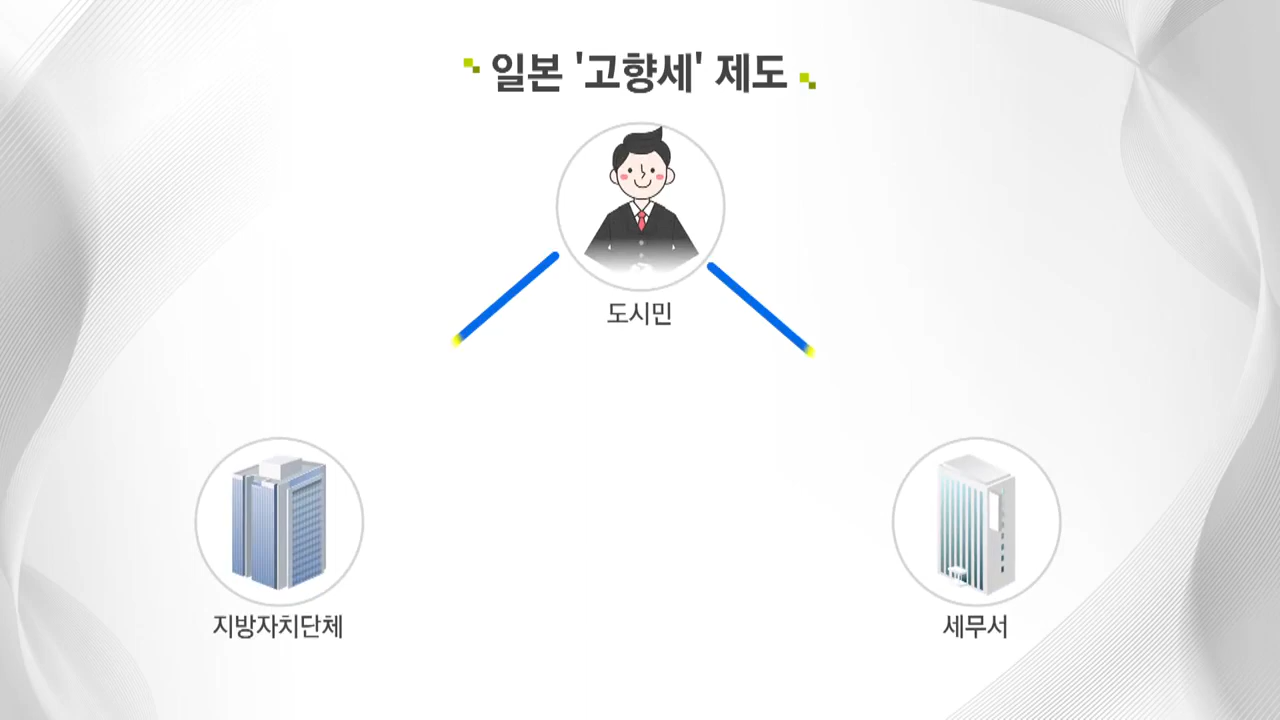 일본 '고향세' 제도
도시민
지방자치단체
세무서